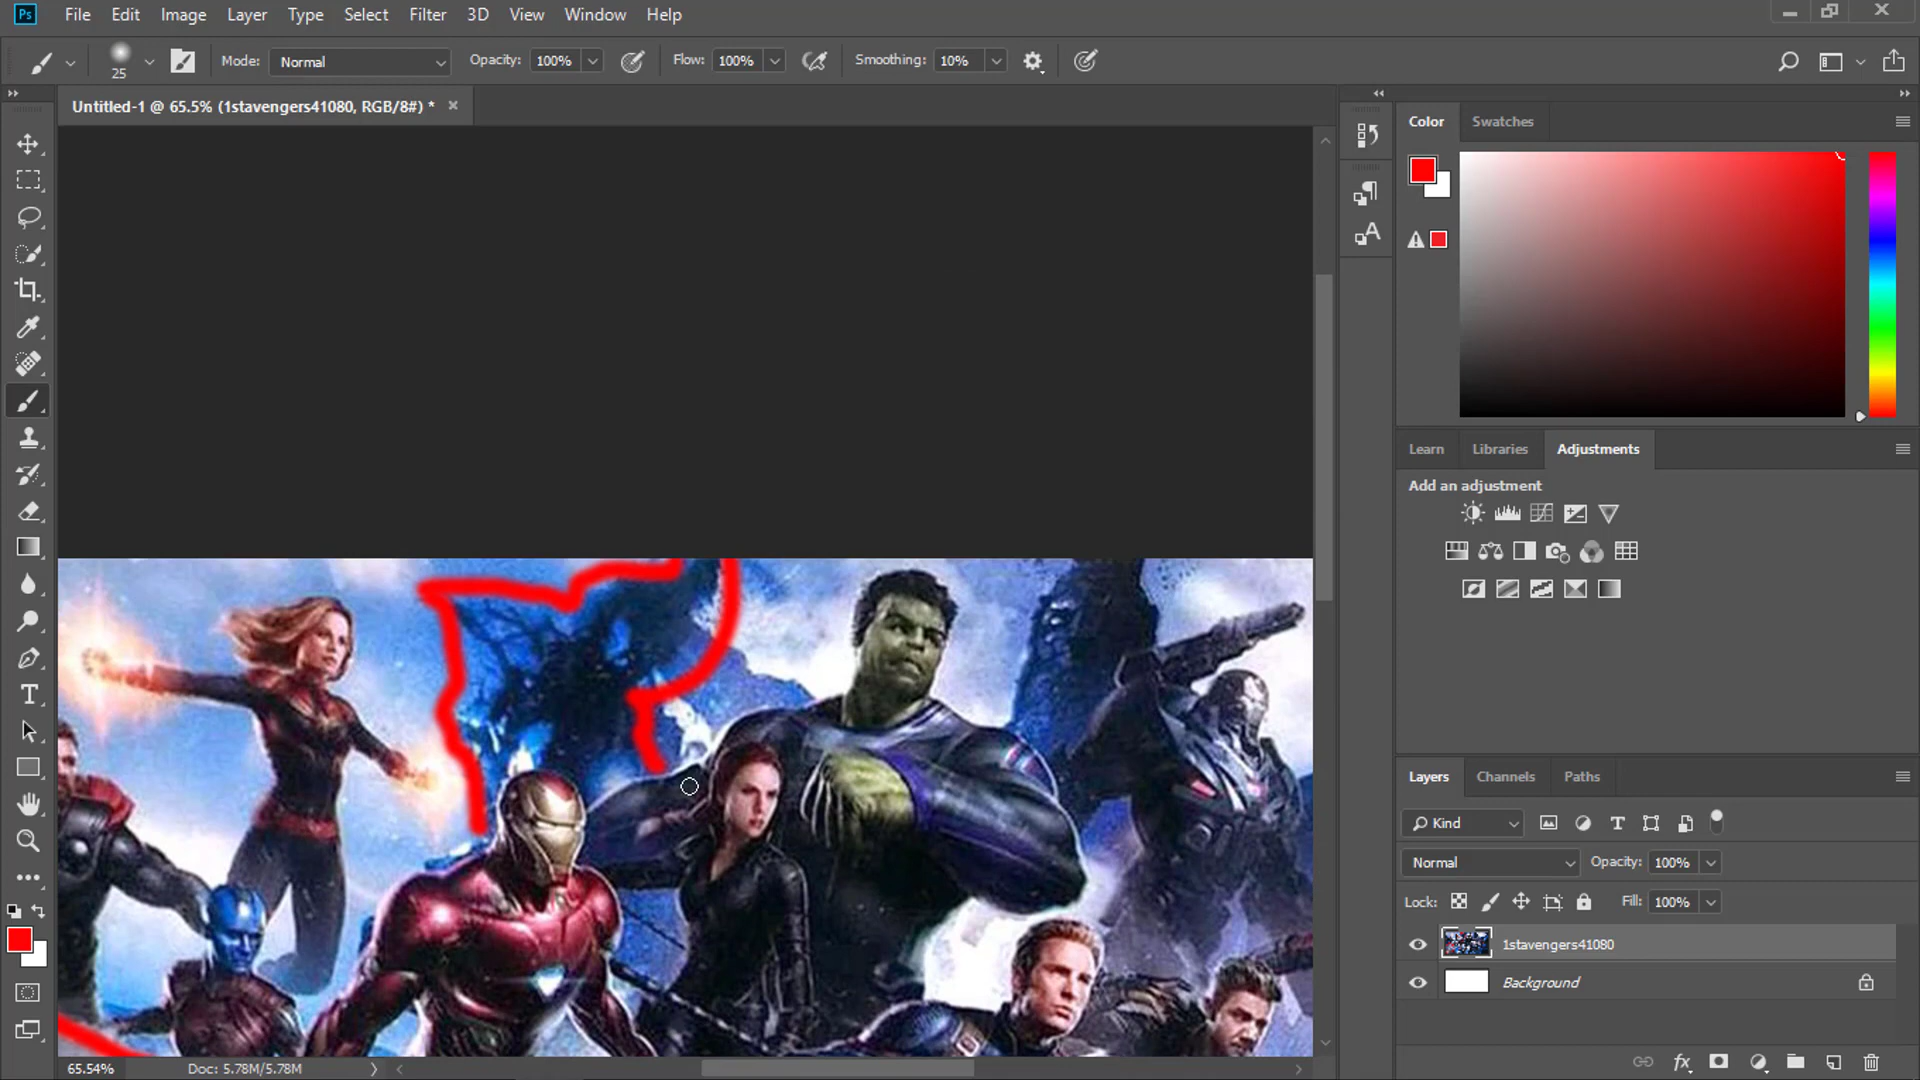 Ps File Edit Image Layer Type Select Filter 3D View Window Help
25 Mode: Normal Opacity: 100% Flow: 100% Smoothing: 10%
Untitled-1 @ 65.5% (1stavengers41080, RGB/8#) *
Color Swatches
Learn Libraries Adjustments
Add an adjustment
Layers Channels Paths
Kind
Normal Opacity: 100%
Lock: Fill: 100%
1stavengers41080
Background
65.54% Doc: 5.78M/5.78M